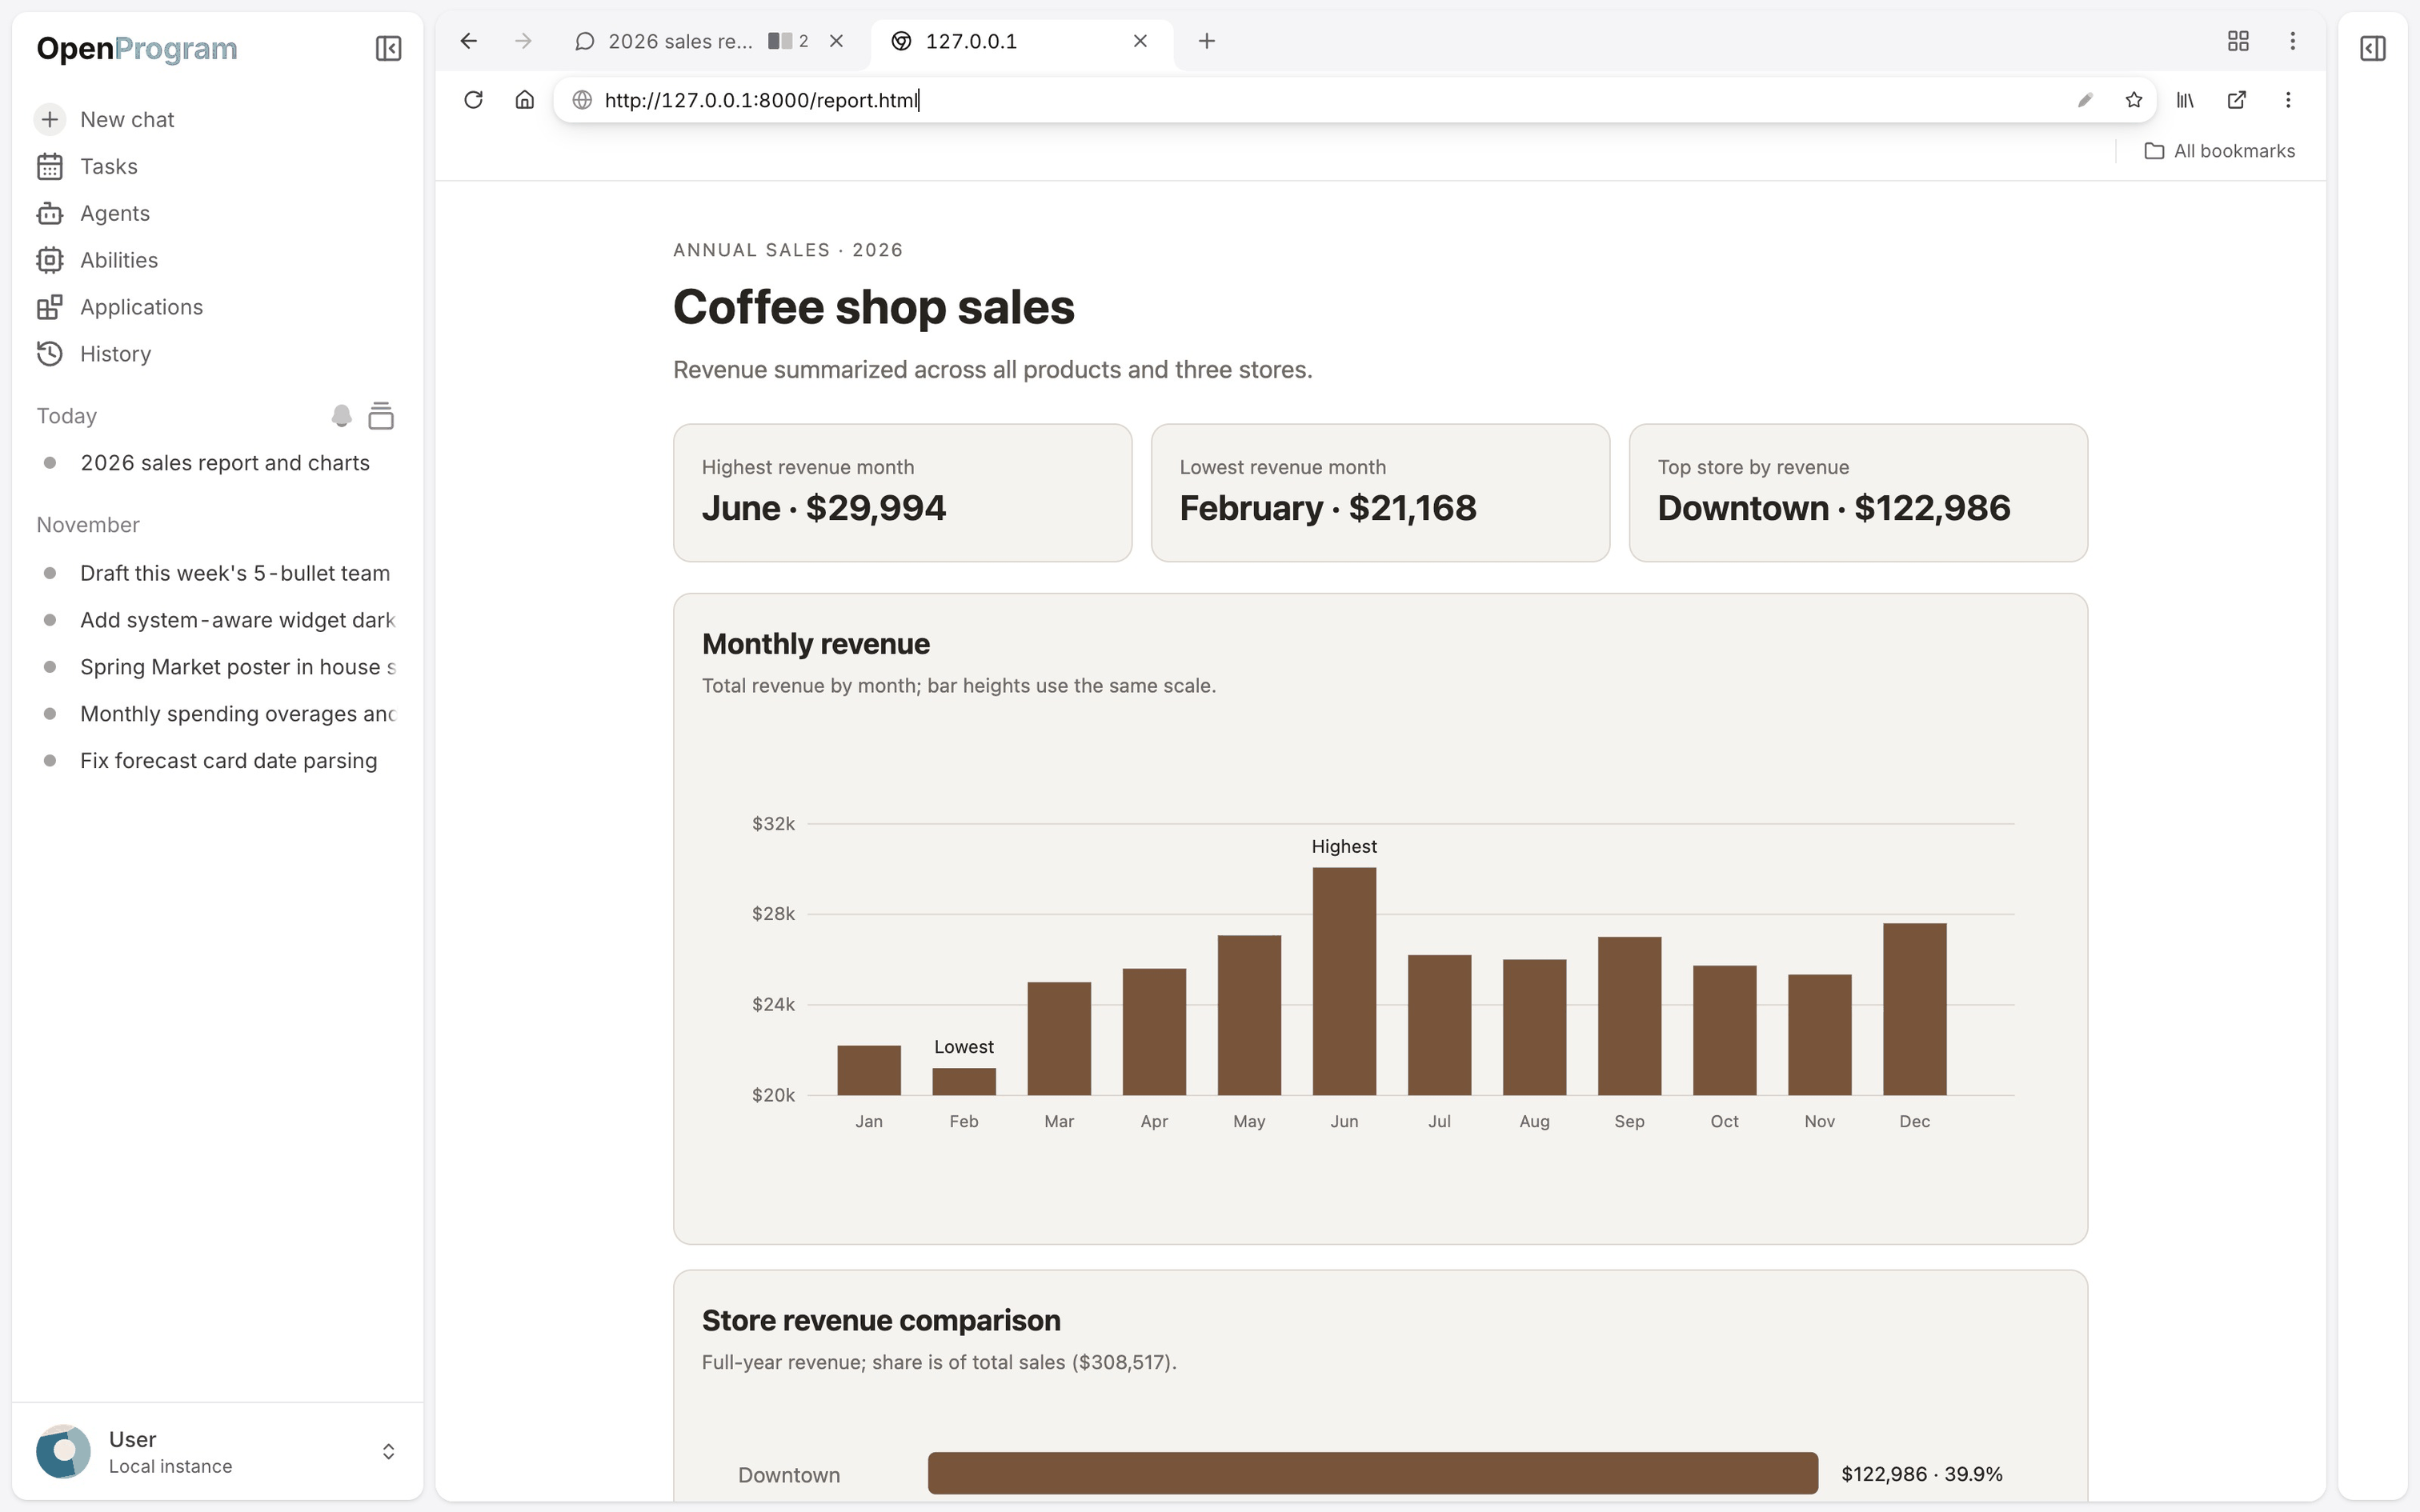 OpenProgram
New chat
Tasks
Agents
Abilities
Applications
History
Today
2026 sales report and charts
November
Draft this week's 5-bullet team
Add system-aware widget dark
Spring Market poster in house s
Monthly spending overages and
Fix forecast card date parsing
User
Local instance
2026 sales re... 2
127.0.0.1
http://127.0.0.1:8000/report.html
All bookmarks
ANNUAL SALES · 2026
Coffee shop sales
Revenue summarized across all products and three stores.
Highest revenue month
June · $29,994
Lowest revenue month
February · $21,168
Top store by revenue
Downtown · $122,986
Monthly revenue
Total revenue by month; bar heights use the same scale.
$32k
Highest
$28k
$24k
Lowest
$20k
Jan Feb Mar Apr May Jun Jul Aug Sep Oct Nov Dec
Store revenue comparison
Full-year revenue; share is of total sales ($308,517).
Downtown $122,986 · 39.9%